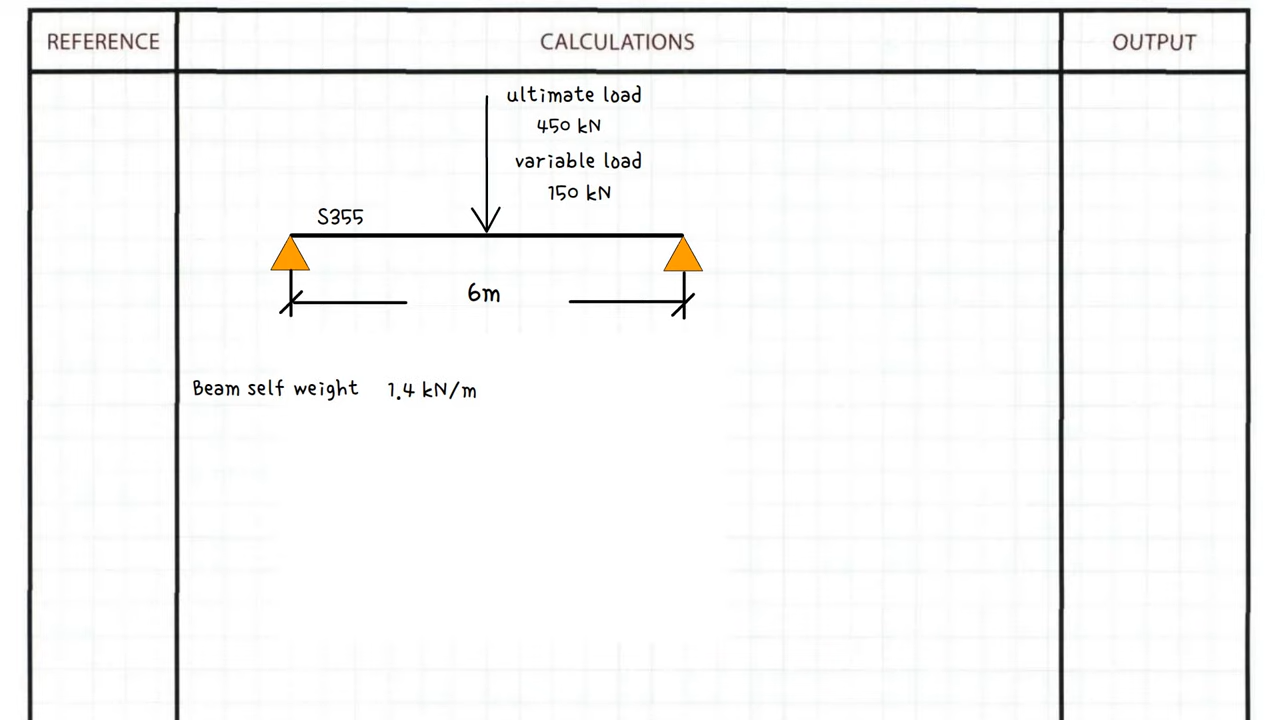 REFERENCE
CALCULATIONS
OUTPUT
ultimate load
450 kN
variable load
150 kN
S355
6m
Beam self weight 1.4 kN/m